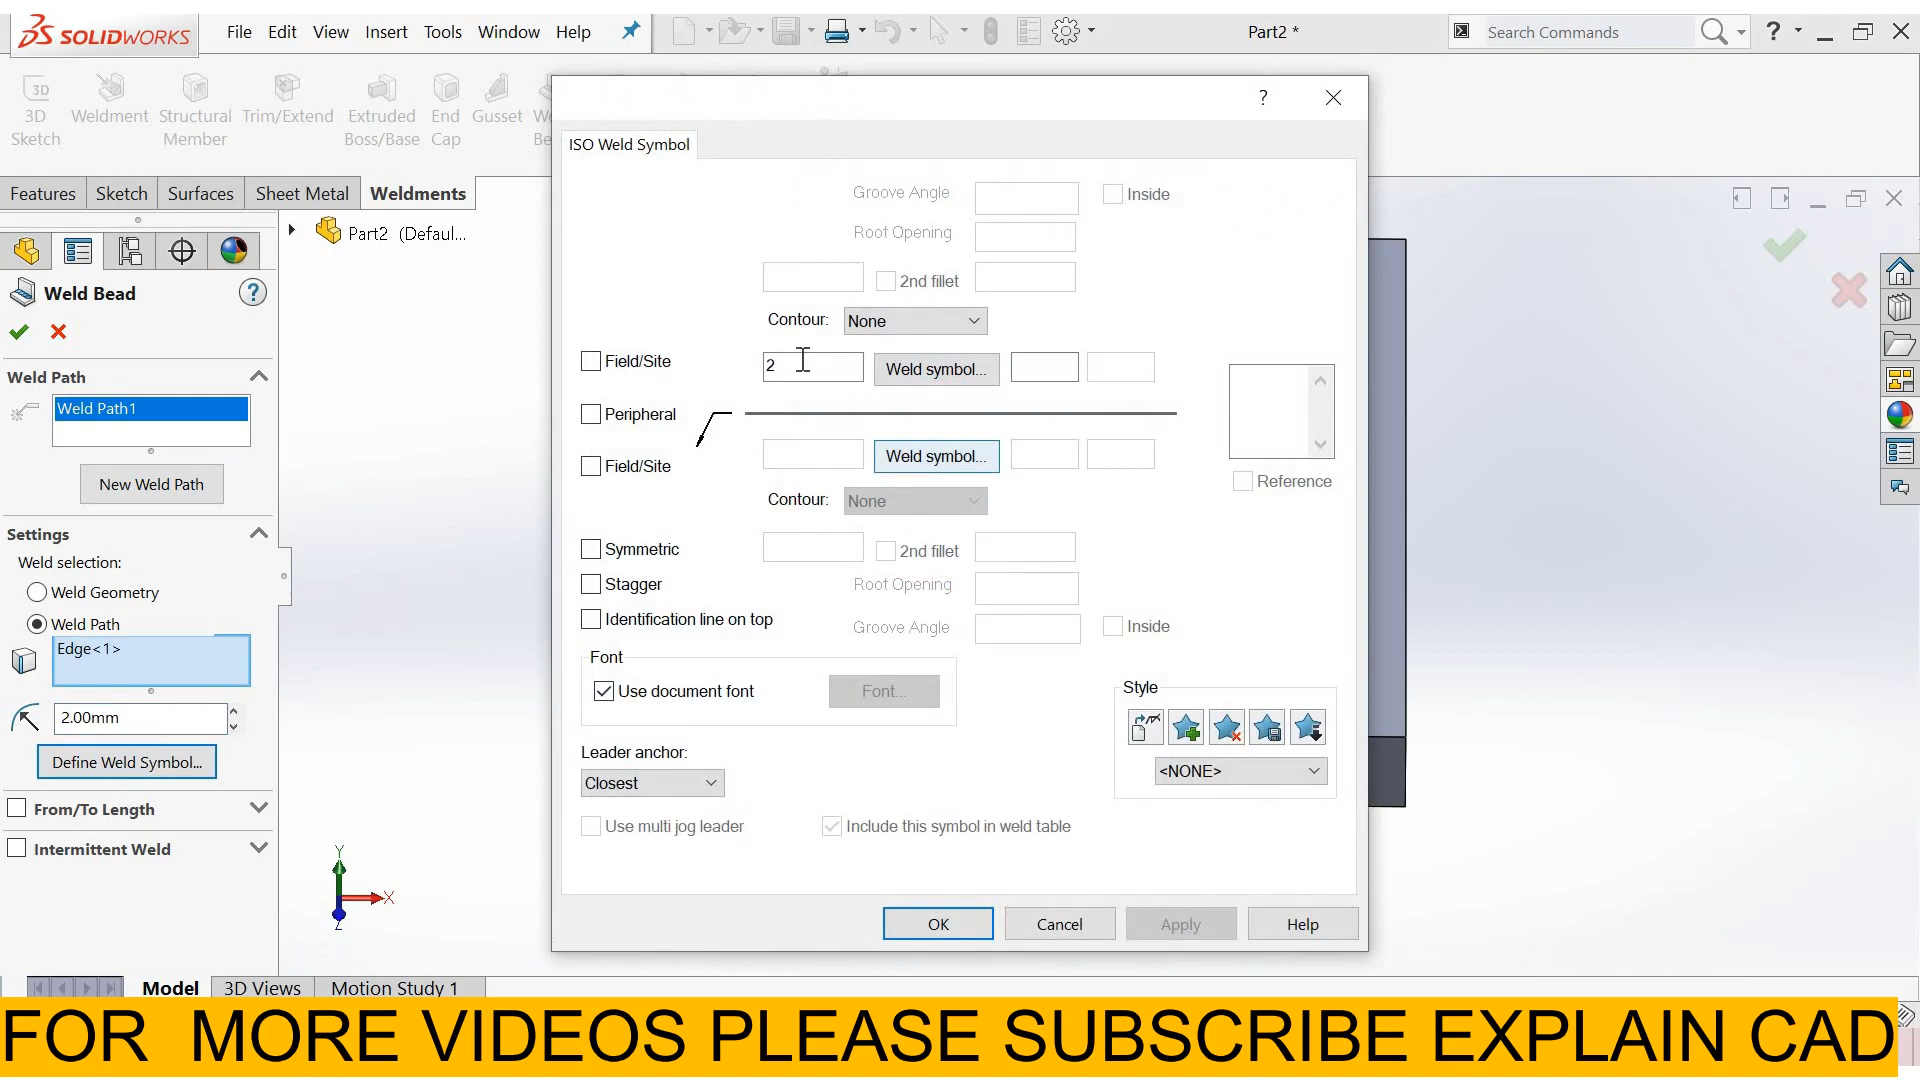 SOLIDWORKS File Edit View Insert Tools Window Help Part2 * Search Commands ?
3D Sketch
Weldment
Structural Member
Trim/Extend
Extruded Boss/Base
End Cap
Gusset
Features Sketch Surfaces Sheet Metal Weldments
Part2 (Defaul...
Weld Bead ?
Weld Path
Weld Path1
New Weld Path
Settings
Weld selection:
Weld Geometry
Weld Path
Edge<1>
2.00mm
Define Weld Symbol...
From/To Length
Intermittent Weld
Y
X
Z
?
ISO Weld Symbol
Groove Angle Inside
Root Opening
2nd fillet
Contour: None
Field/Site 2 Weld symbol...
Peripheral
Field/Site Weld symbol...
Reference
Contour: None
Symmetric 2nd fillet
Stagger Root Opening
Identification line on top Groove Angle Inside
Font
Use document font Font...
Style
<NONE>
Leader anchor:
Closest
Use multi jog leader Include this symbol in weld table
OK Cancel Apply Help
Model 3D Views Motion Study 1
FOR MORE VIDEOS PLEASE SUBSCRIBE EXPLAIN CAD